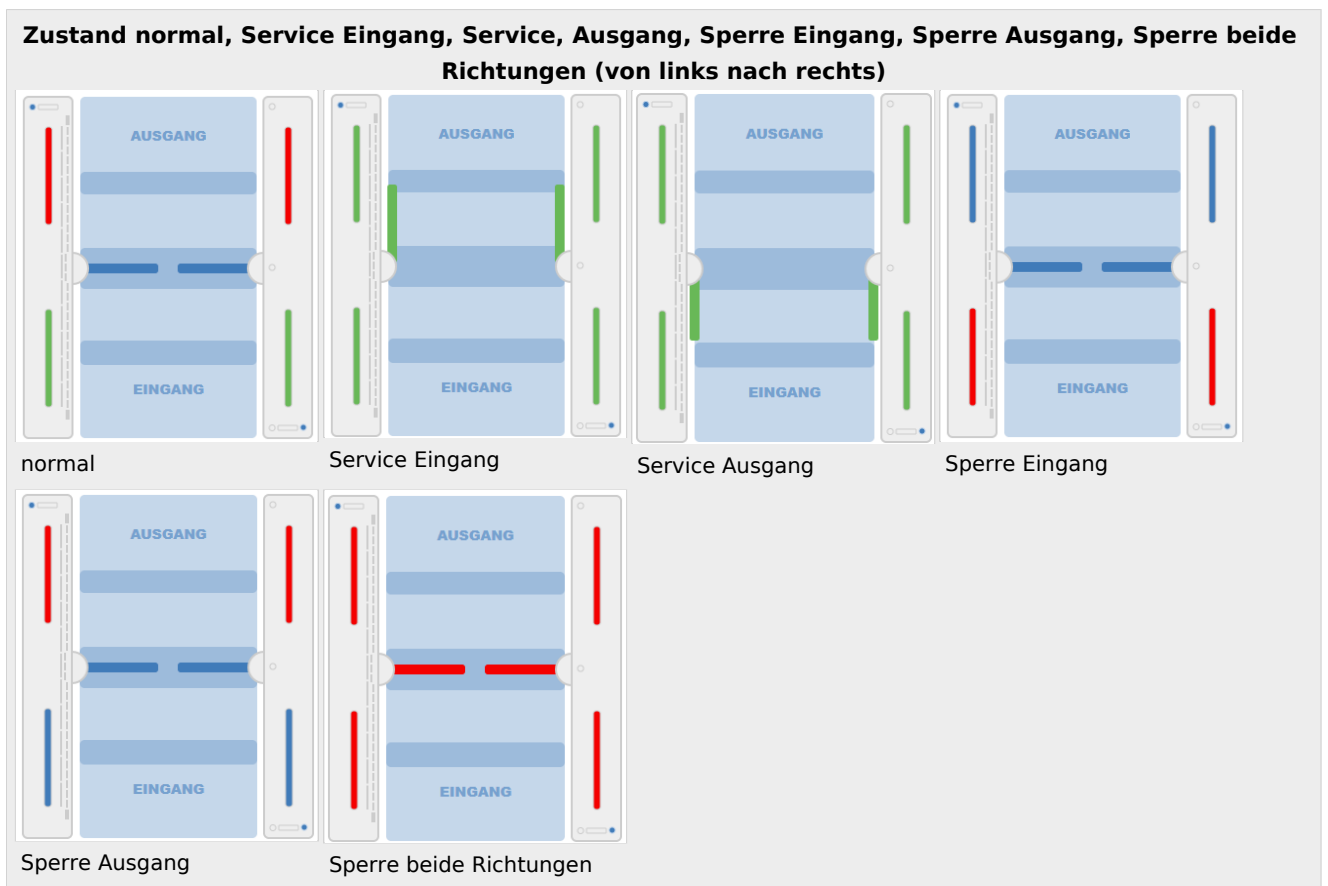 Zustand normal, Service Eingang, Service, Ausgang, Sperre Eingang, Sperre Ausgang, Sperre beide
Richtungen (von links nach rechts)
AUSGANG
EINGANG
normal
AUSGANG
EINGANG
Service Eingang
AUSGANG
EINGANG
Service Ausgang
AUSGANG
EINGANG
Sperre Eingang
AUSGANG
EINGANG
Sperre Ausgang
AUSGANG
EINGANG
Sperre beide Richtungen